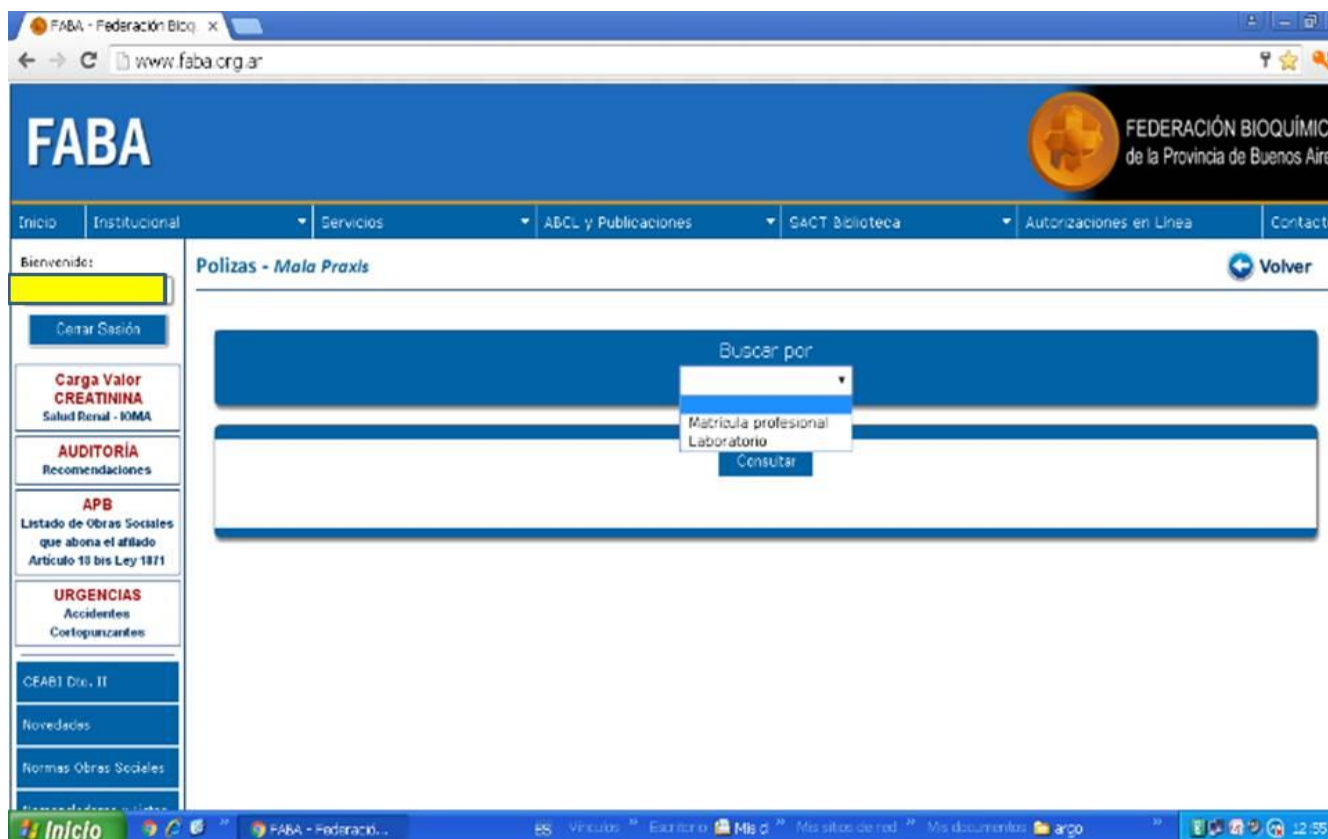 FABA - Federación Bioq
www.faba.org.ar
FABA
FEDERACIÓN BIOQUÍMIC
de la Provincia de Buenos Aire
Inicio
Institucional
Servicios
ABCL y Publicaciones
SACT Biblioteca
Autorizaciones en Línea
Contact
Bienvenido:
Polizas - Mala Praxis
Volver
Cerrar Sesión
Buscar por
Matrícula profesional
Laboratorio
Consultar
Carga Valor
CREATININA
Salud Renal - IOMA
AUDITORÍA
Recomendaciones
APB
Listado de Obras Sociales
que abona el afiliado
Artículo 18 bis Ley 1871
URGENCIAS
Accidentes
Cortopunzantes
CEABI Dto. II
Novedades
Normas Obras Sociales
Inicio
FABA - Federació...
ES
Vínculos
Escritorio
Mis d
Mis sitios de red
Mis documentos
argo
12:55